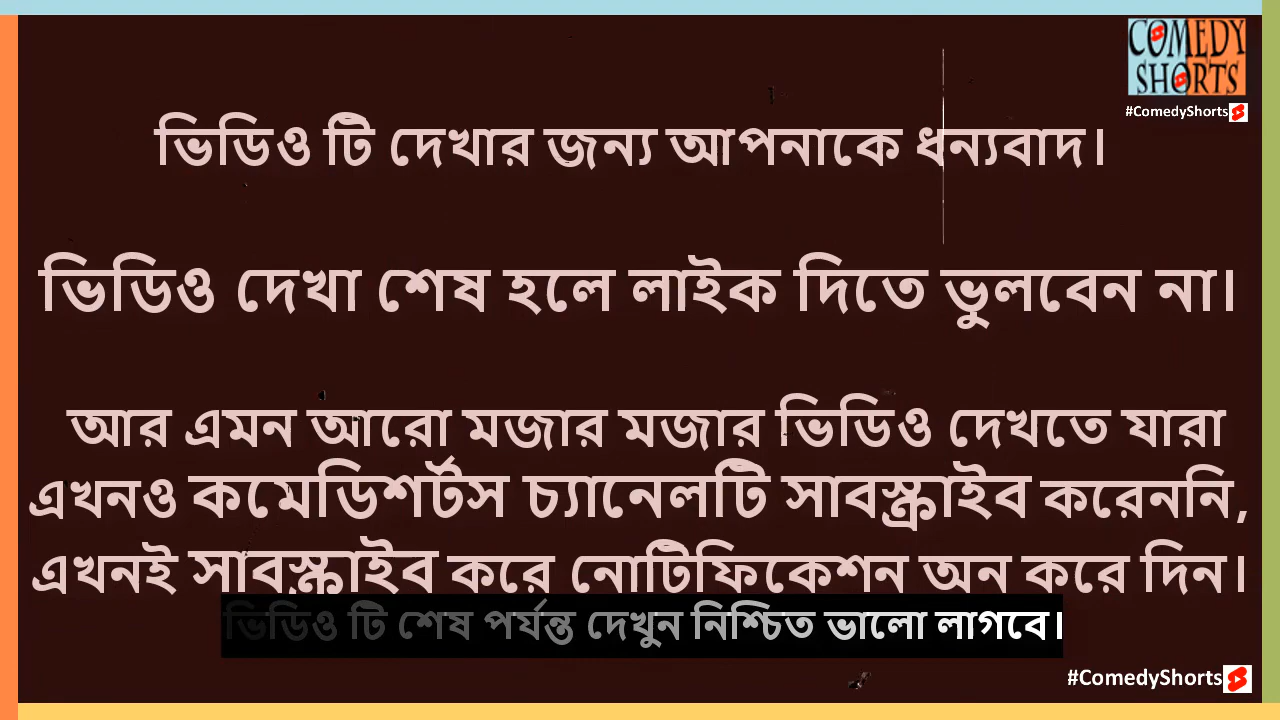 COMEDY
SHORTS
#ComedyShorts
ভিডিও টি দেখার জন্য আপনাকে ধন্যবাদ।
ভিডিও দেখা শেষ হলে লাইক দিতে ভুলবেন না।
আর এমন আরো মজার মজার ভিডিও দেখতে যারা
এখনও কমেডিশর্টস চ্যানেলটি সাবস্ক্রাইব করেননি,
এখনই সাবস্ক্রাইব করে নোটিফিকেশন অন করে দিন।
ভিডিও টি শেষ পর্যন্ত দেখুন নিশ্চিত ভালো লাগবে।
#ComedyShorts